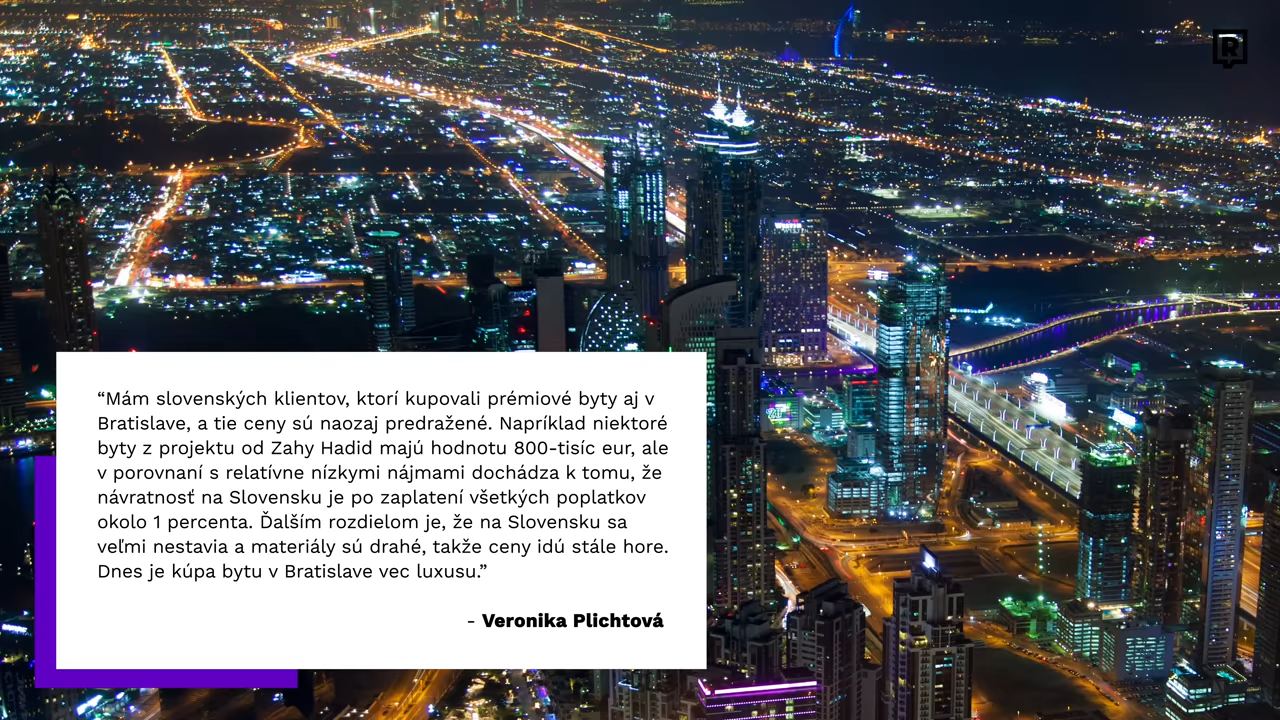 “Mám slovenských klientov, ktorí kupovali prémiové byty aj v
Bratislave, a tie ceny sú naozaj predražené. Napríklad niektoré
byty z projektu od Zahy Hadid majú hodnotu 800-tisíc eur, ale
v porovnaní s relatívne nízkymi nájmami dochádza k tomu, že
návratnosť na Slovensku je po zaplatení všetkých poplatkov
okolo 1 percenta. Ďalším rozdielom je, že na Slovensku sa
veľmi nestavia a materiály sú drahé, takže ceny idú stále hore.
Dnes je kúpa bytu v Bratislave vec luxusu.”
- Veronika Plichtová
R